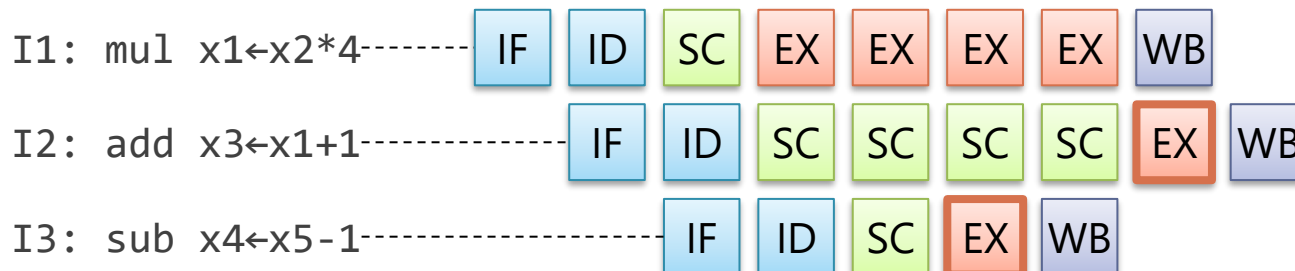 I1: mul x1←x2*4 IF ID SC EX EX EX EX WB
I2: add x3←x1+1 IF ID SC SC SC SC EX WB
I3: sub x4←x5-1 IF ID SC EX WB